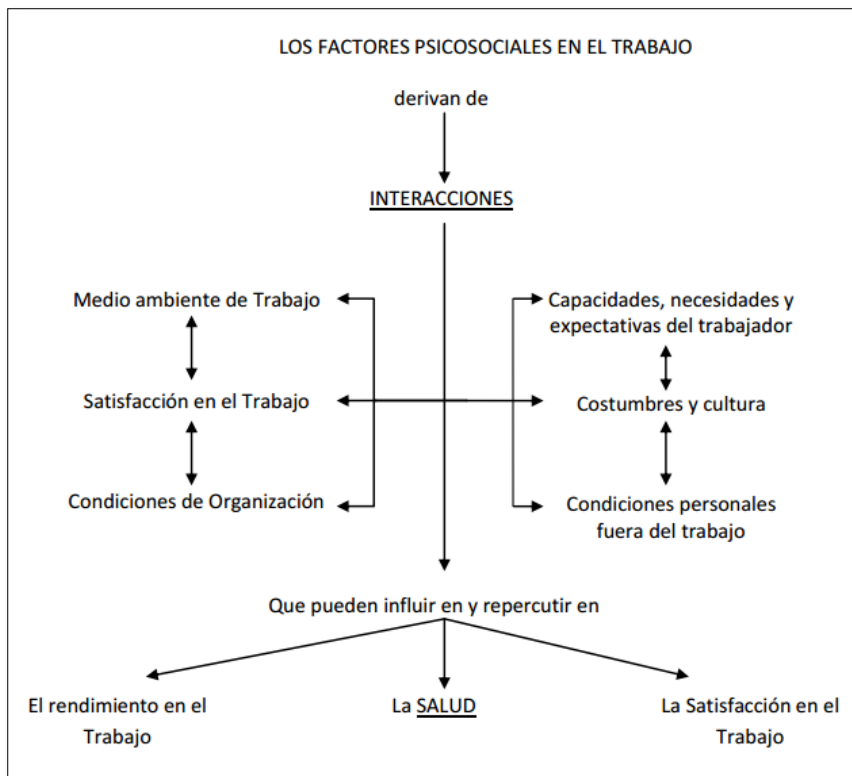 LOS FACTORES PSICOSOCIALES EN EL TRABAJO
derivan de
INTERACCIONES
Medio ambiente de Trabajo
Capacidades, necesidades y
expectativas del trabajador
Satisfacción en el Trabajo
Costumbres y cultura
Condiciones de Organización
Condiciones personales
fuera del trabajo
Que pueden influir en y repercutir en
El rendimiento en el
Trabajo
La SALUD
La Satisfacción en el
Trabajo